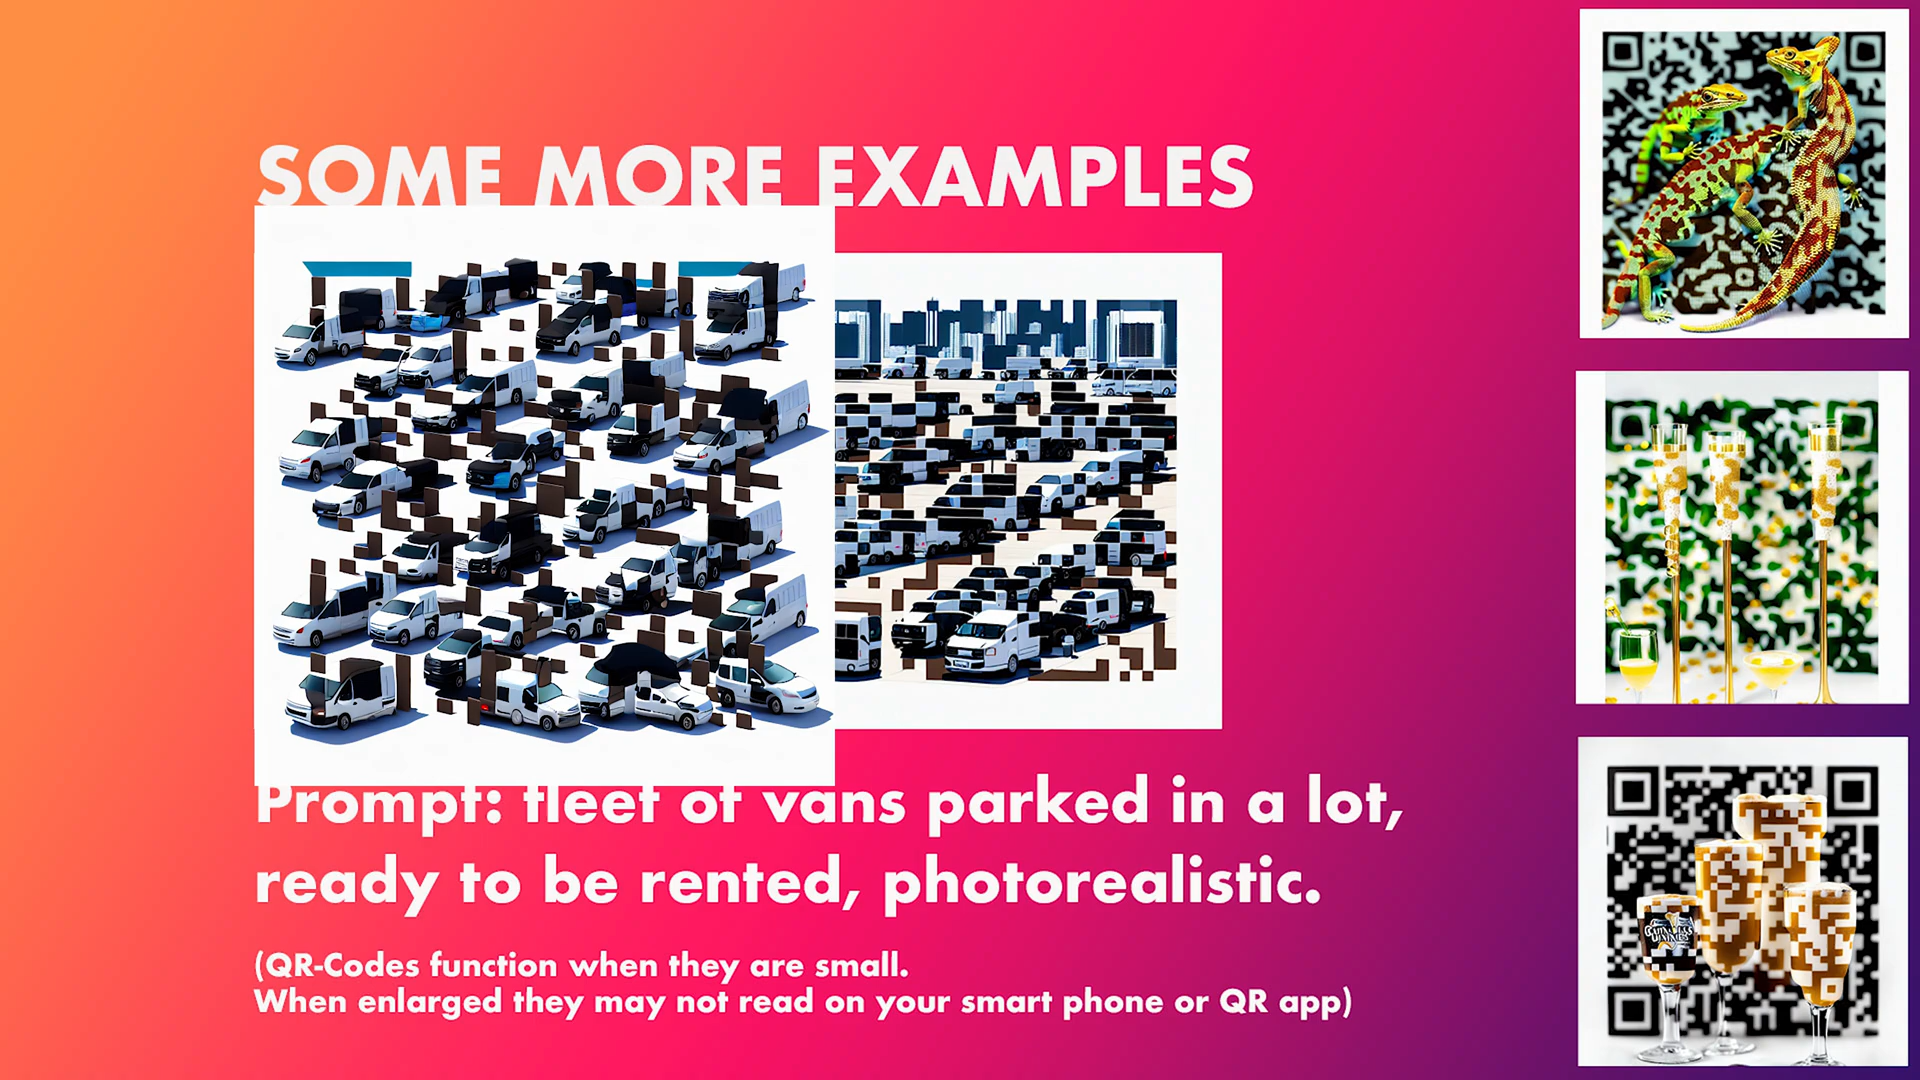 SOME MORE EXAMPLES
Prompt: fleet of vans parked in a lot,
ready to be rented, photorealistic.
(QR-Codes function when they are small.
When enlarged they may not read on your smart phone or QR app)